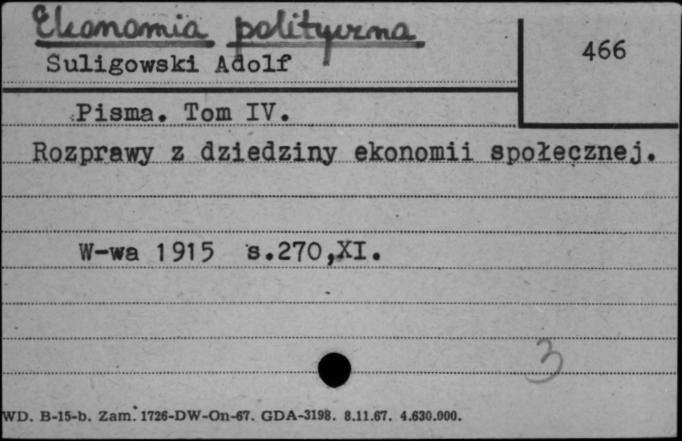 Ekonomia polityczna
Suligowski Adolf
466
Pisma. Tom IV.
Rozprawy z dziedziny ekonomii społecznej.
W-wa 1915 s.270,XI.
3
WD. B-15-b. Zam. 1726-DW-On-67. GDA-3198. 8.11.67. 4.630.000.